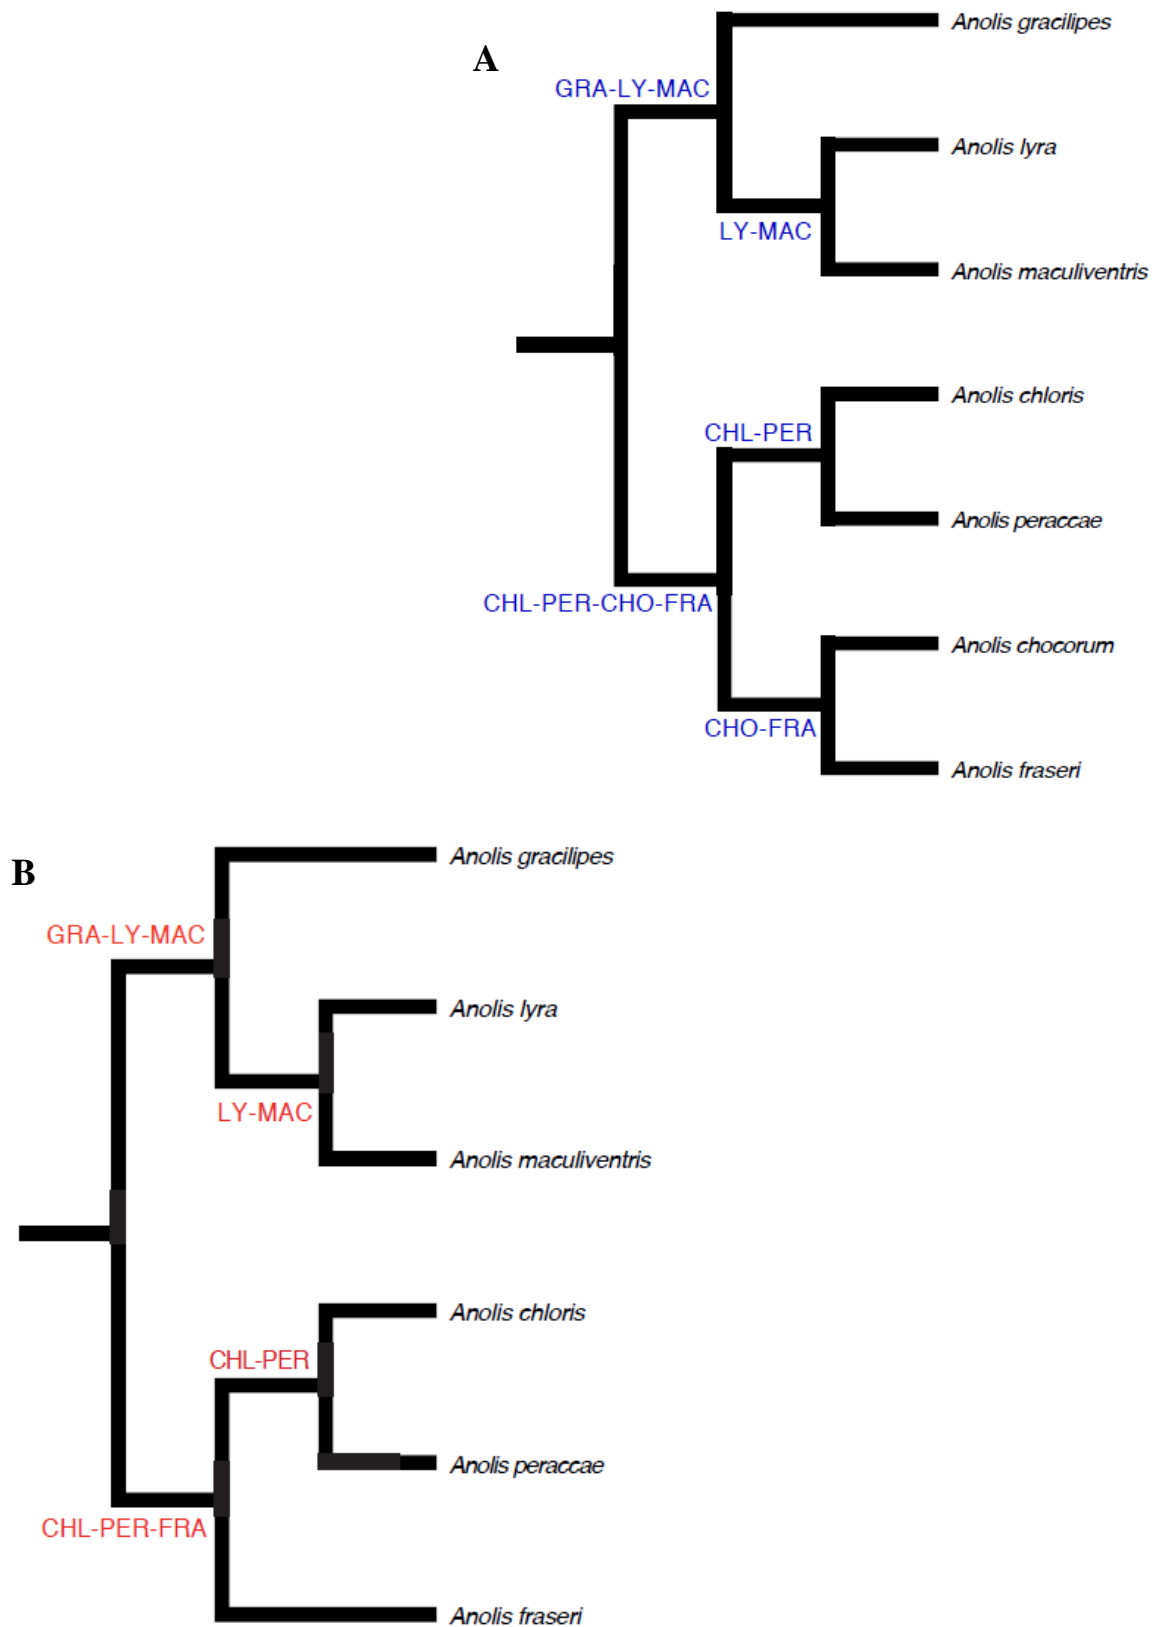 A
Anolis gracilipes
GRA-LY-MAC
Anolis lyra
LY-MAC
Anolis maculiventris
Anolis chloris
CHL-PER
Anolis peraccae
CHL-PER-CHO-FRA
Anolis chocorum
CHO-FRA
Anolis fraseri
B
Anolis gracilipes
GRA-LY-MAC
Anolis lyra
LY-MAC
Anolis maculiventris
Anolis chloris
CHL-PER
Anolis peraccae
CHL-PER-FRA
Anolis fraseri